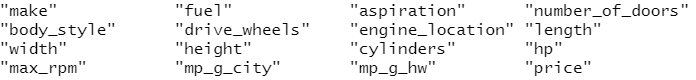 "make" "fuel" "aspiration" "number_of_doors"
"body_style" "drive_wheels" "engine_location" "length"
"width" "height" "cylinders" "hp"
"max_rpm" "mp_g_city" "mp_g_hw" "price"